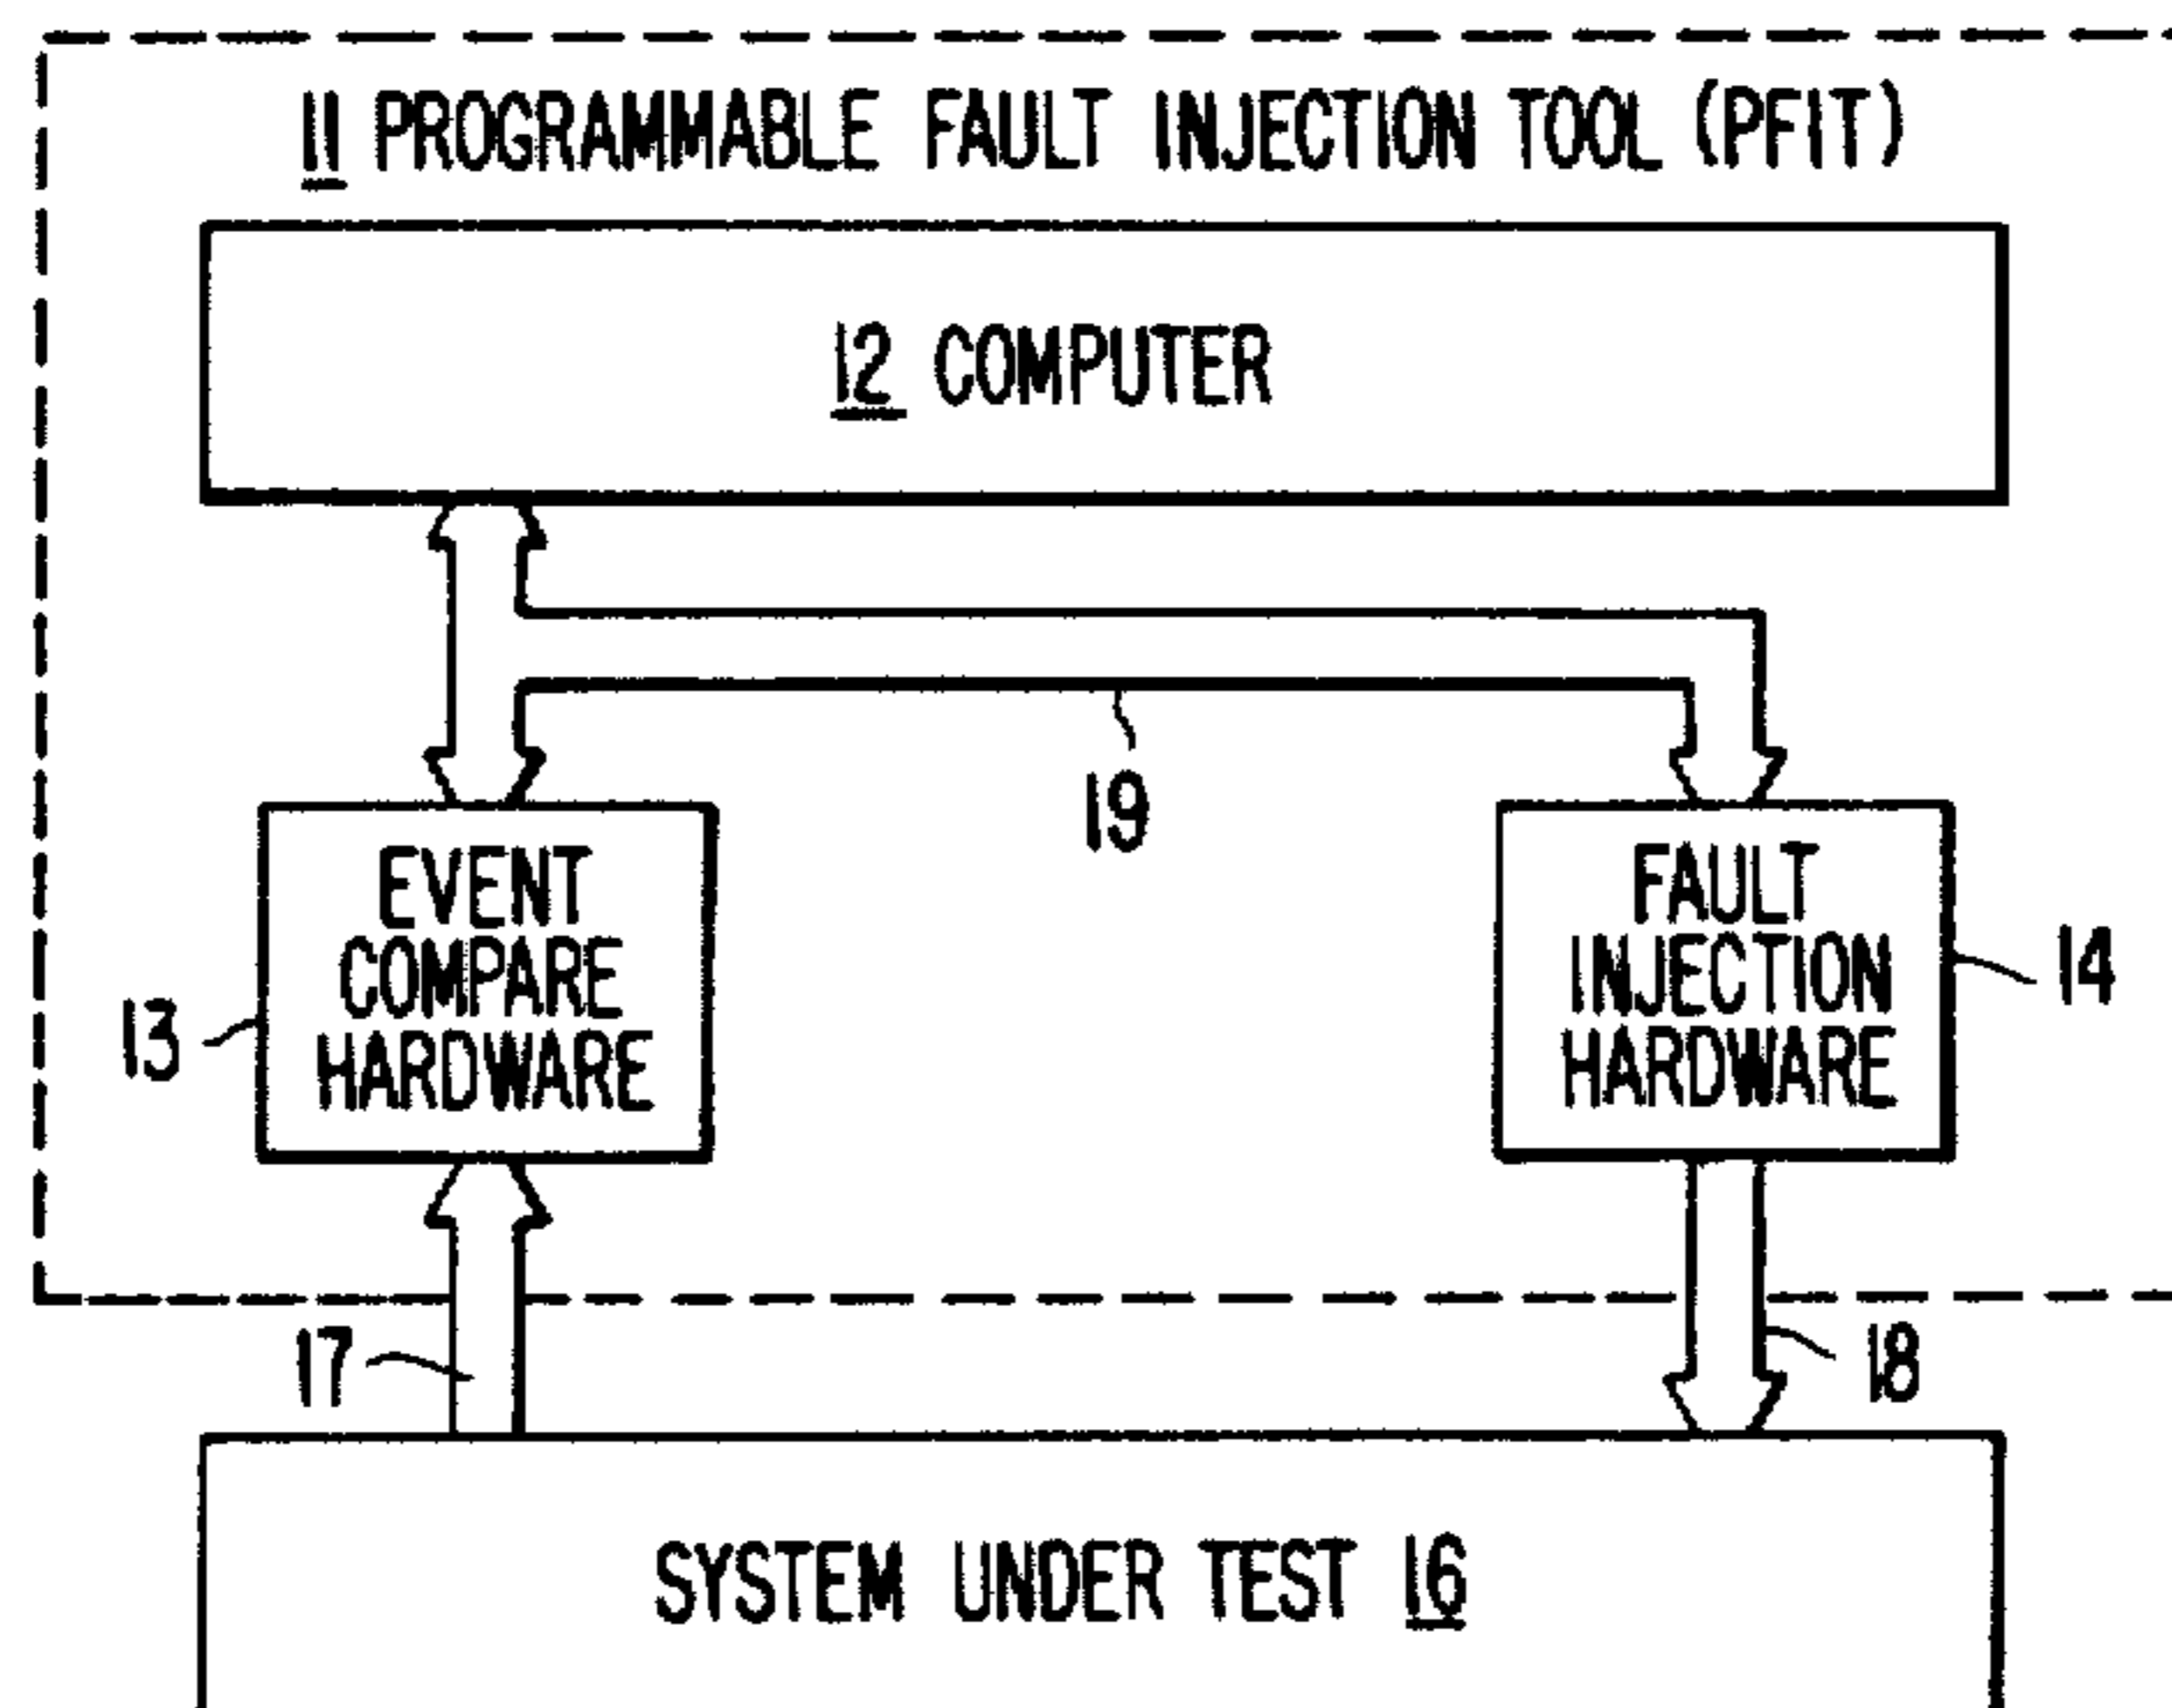 11 PROGRAMMABLE FAULT INJECTION TOOL (PFIT)
12 COMPUTER
19
EVENT
COMPARE
HARDWARE
13
FAULT
INJECTION
HARDWARE
14
17
18
SYSTEM UNDER TEST 16